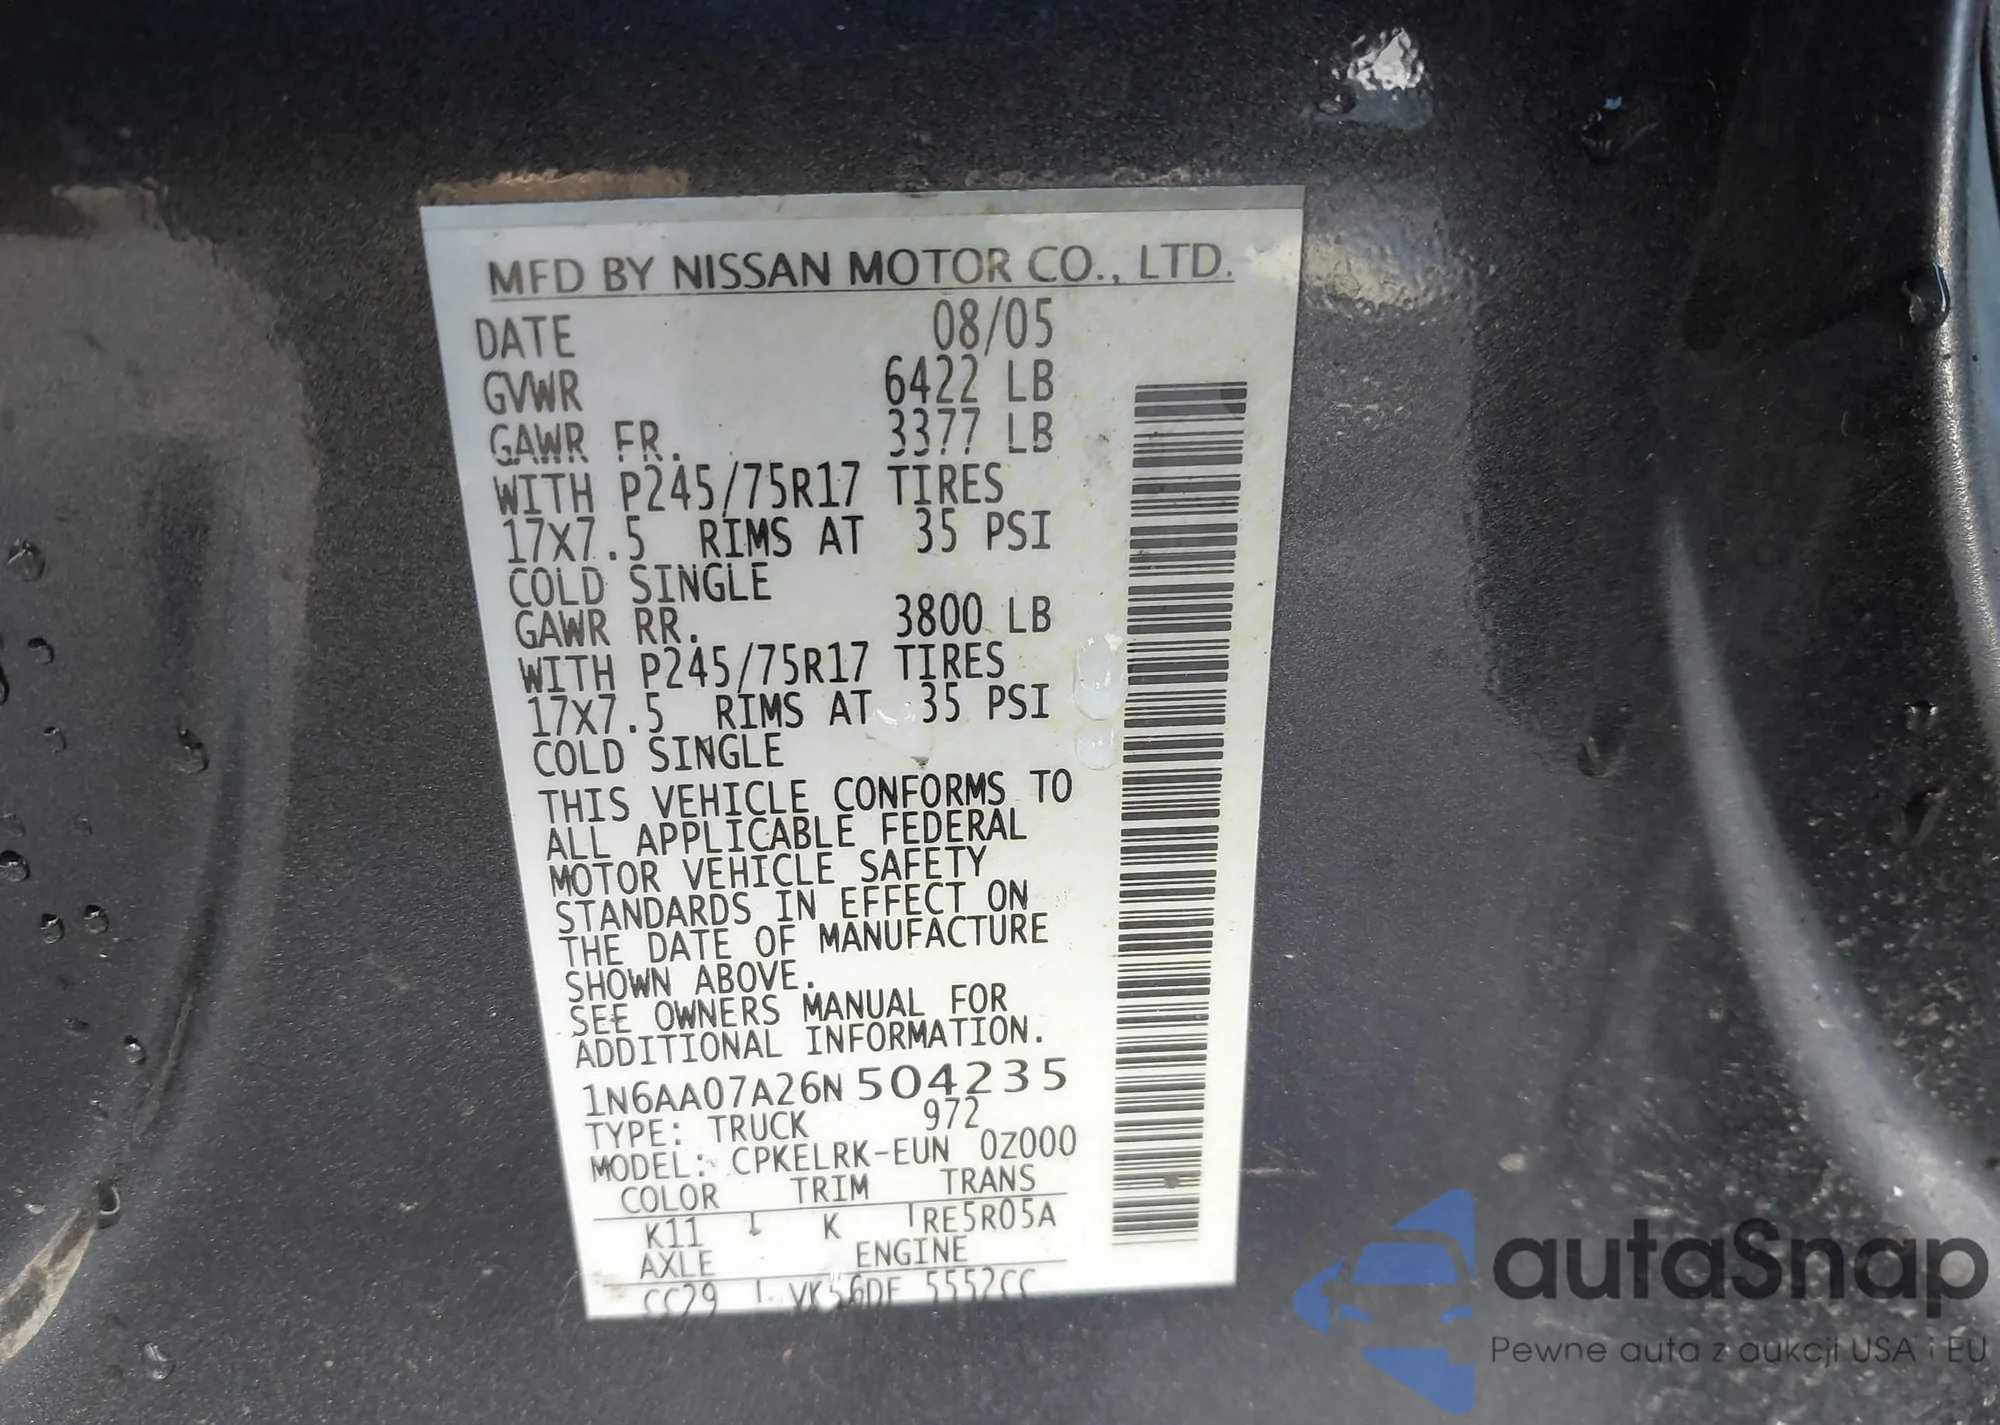 MFD BY NISSAN MOTOR CO., LTD.
DATE 08/05
GVWR 6422 LB
GAWR FR. 3377 LB
WITH P245/75R17 TIRES
17X7.5 RIMS AT 35 PSI
COLD SINGLE
GAWR RR. 3800 LB
WITH P245/75R17 TIRES
17X7.5 RIMS AT 35 PSI
COLD SINGLE
THIS VEHICLE CONFORMS TO
ALL APPLICABLE FEDERAL
MOTOR VEHICLE SAFETY
STANDARDS IN EFFECT ON
THE DATE OF MANUFACTURE
SHOWN ABOVE.
SEE OWNERS MANUAL FOR
ADDITIONAL INFORMATION.
1N6AA07A26N504235
TYPE: TRUCK 972
MODEL: CPKELRK-EUN 0Z000
COLOR TRIM TRANS
K11 K RE5R05A
AXLE ENGINE
CC29 VK56DE 5552CC
autaSnap
Pewne auta z aukcji USA i EU